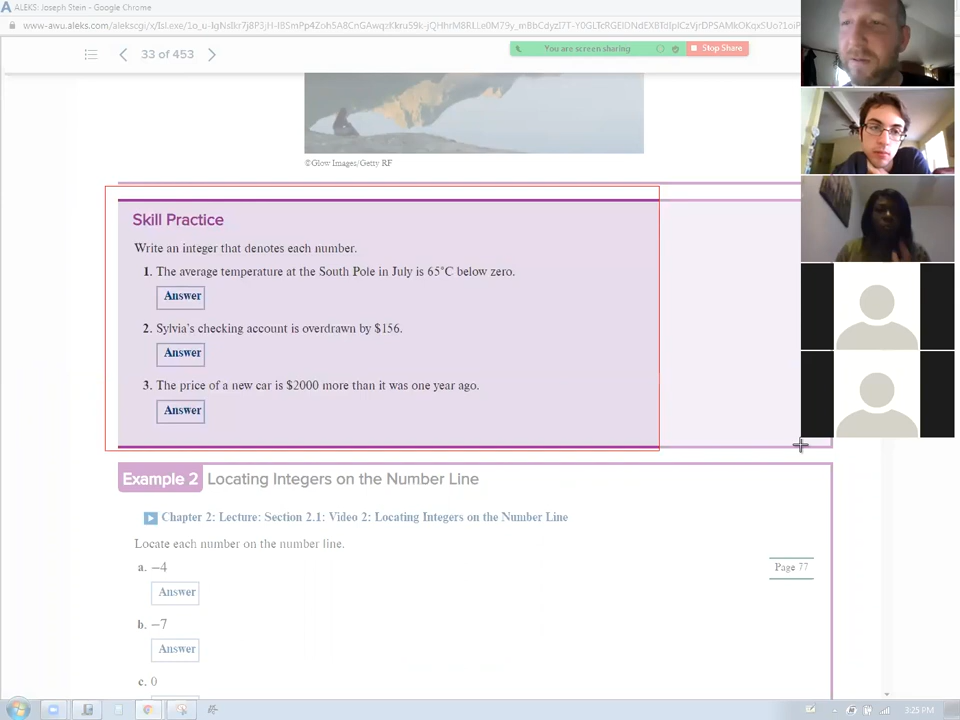 ALEKS: Joseph Stein - Google Chrome
33 of 453
You are screen sharing
Stop Share
©Glow Images/Getty RF
Skill Practice
Write an integer that denotes each number.
1. The average temperature at the South Pole in July is 65°C below zero.
Answer
2. Sylvia's checking account is overdrawn by $156.
Answer
3. The price of a new car is $2000 more than it was one year ago.
Answer
Example 2 Locating Integers on the Number Line
Chapter 2: Lecture: Section 2.1: Video 2: Locating Integers on the Number Line
Locate each number on the number line.
a. −4
Page 77
Answer
b. −7
Answer
c. 0
3:25 PM